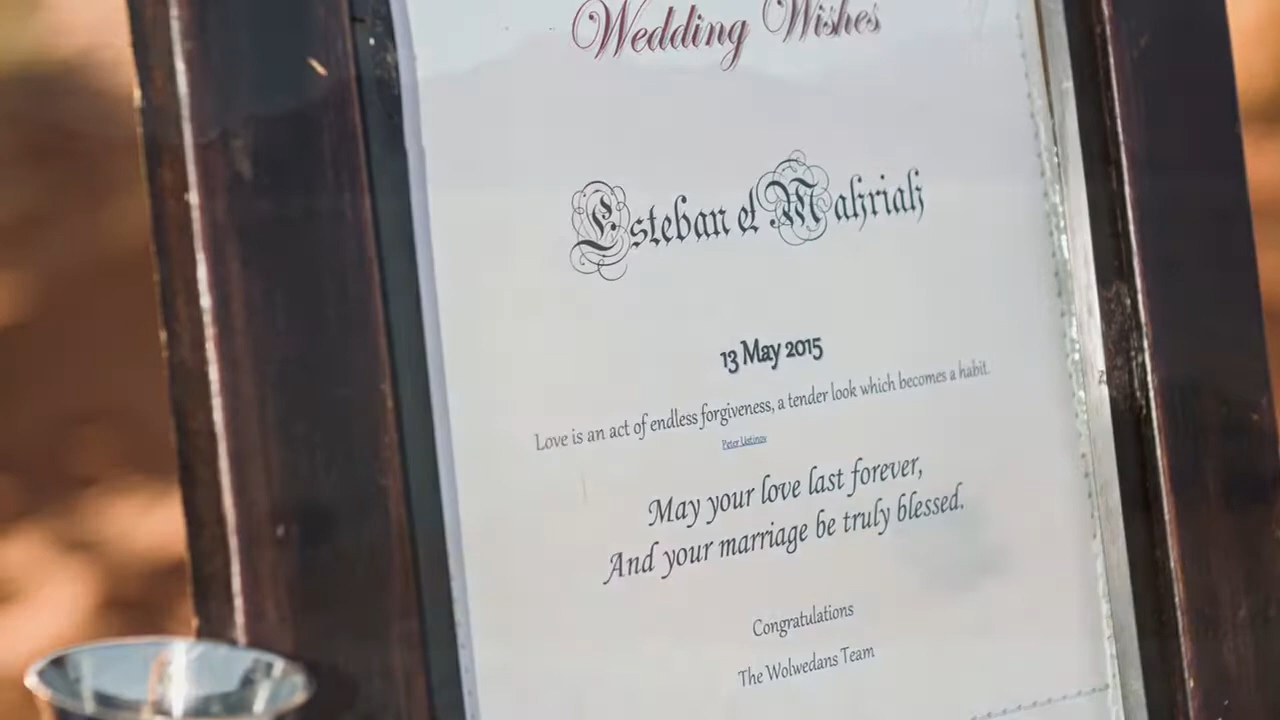 Wedding Wishes
Esteban et Mahriah
13 May 2015
Love is an act of endless forgiveness, a tender look which becomes a habit.
Peter Ustinov
May your love last forever,
And your marriage be truly blessed.
Congratulations
The Wolwedans Team